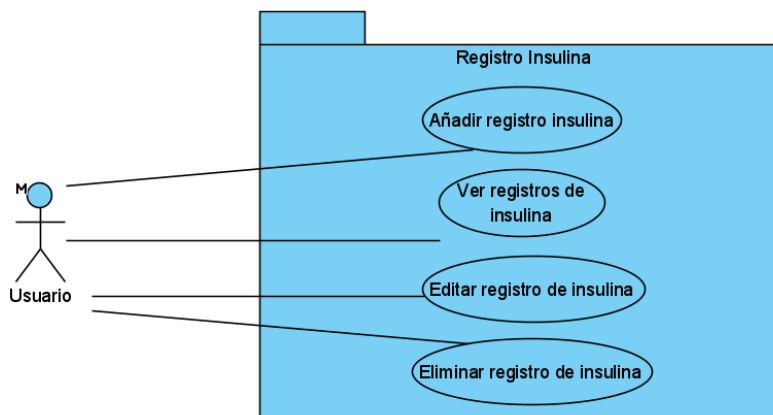 Registro Insulina
Añadir registro insulina
Ver registros de
insulina
M
Usuario
Editar registro de insulina
Eliminar registro de insulina